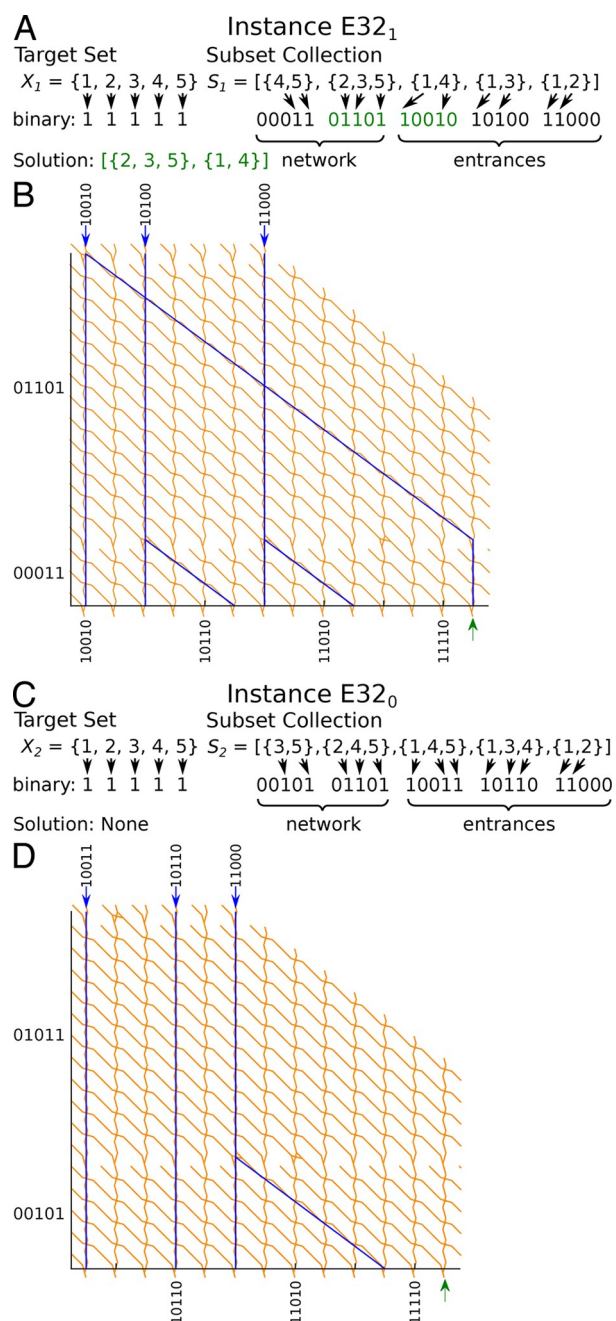 A
Instance E32₁
Target Set Subset Collection
X₁ = {1, 2, 3, 4, 5} S₁ = [{4,5}, {2,3,5}, {1,4}, {1,3}, {1,2}]
binary: 1 1 1 1 1 00011 01101 10010 10100 11000
Solution: [{2, 3, 5}, {1, 4}] network entrances
B
10010 10100 11000
01101
00011
10010 10110 11010 11110
C
Instance E32₀
Target Set Subset Collection
X₂ = {1, 2, 3, 4, 5} S₂ = [{3,5},{2,4,5},{1,4,5},{1,3,4},{1,2}]
binary: 1 1 1 1 1 00101 01101 10011 10110 11000
Solution: None network entrances
D
10011 10110 11000
01011
00101
10110 11010 11110